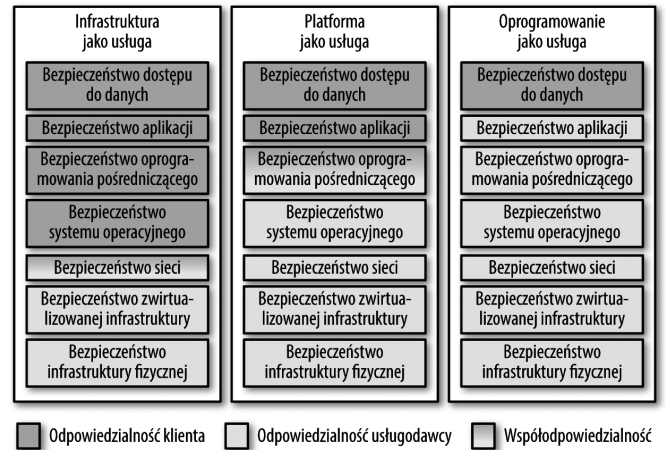 Infrastruktura
jako usługa
Bezpieczeństwo dostępu
do danych
Bezpieczeństwo aplikacji
Bezpieczeństwo oprogra-
mowania pośredniczącego
Bezpieczeństwo
systemu operacyjnego
Bezpieczeństwo sieci
Bezpieczeństwo zwirtua-
lizowanej infrastruktury
Bezpieczeństwo
infrastruktury fizycznej
Platforma
jako usługa
Bezpieczeństwo dostępu
do danych
Bezpieczeństwo aplikacji
Bezpieczeństwo oprogra-
mowania pośredniczącego
Bezpieczeństwo
systemu operacyjnego
Bezpieczeństwo sieci
Bezpieczeństwo zwirtua-
lizowanej infrastruktury
Bezpieczeństwo
infrastruktury fizycznej
Oprogramowanie
jako usługa
Bezpieczeństwo dostępu
do danych
Bezpieczeństwo aplikacji
Bezpieczeństwo oprogra-
mowania pośredniczącego
Bezpieczeństwo
systemu operacyjnego
Bezpieczeństwo sieci
Bezpieczeństwo zwirtua-
lizowanej infrastruktury
Bezpieczeństwo
infrastruktury fizycznej
Odpowiedzialność klienta
Odpowiedzialność usługodawcy
Współodpowiedzialność